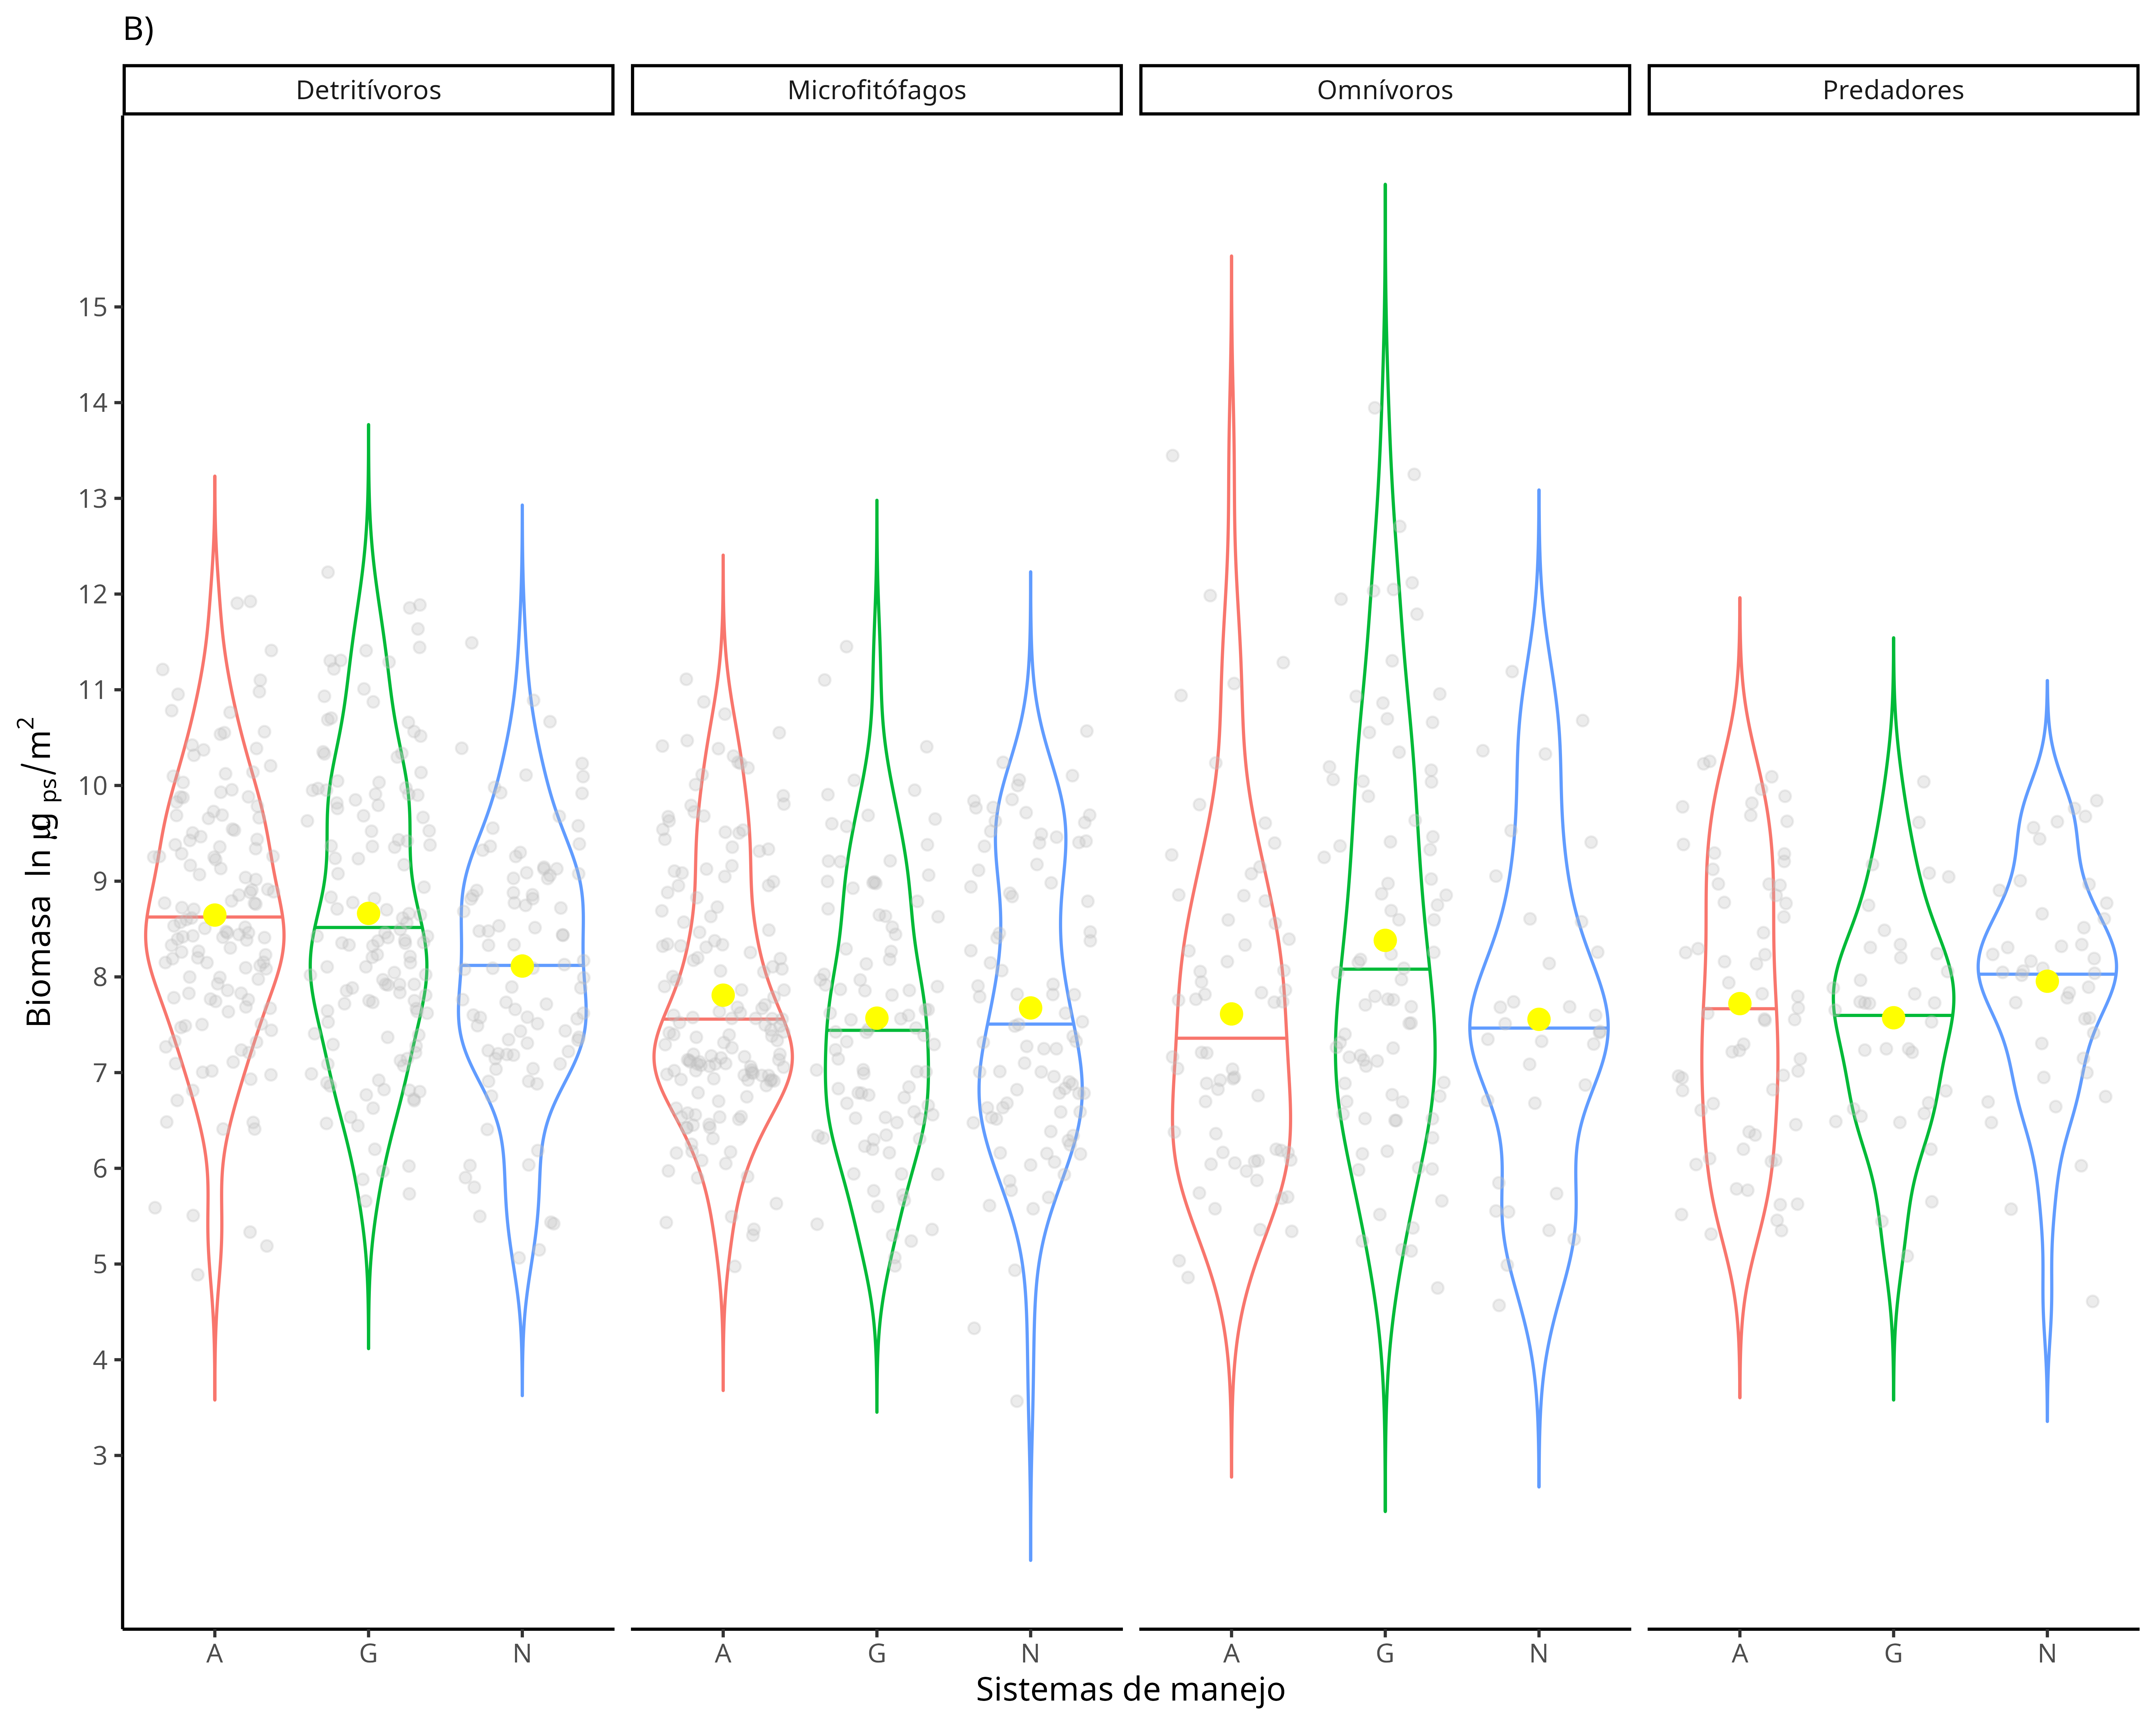 B)
Detritívoros Microfitófagos Omnívoros Predadores
15
14
13
12
11
10
9
8
7
6
5
4
3
Biomasa ln µg ps/m²
A G N A G N A G N A G N
Sistemas de manejo